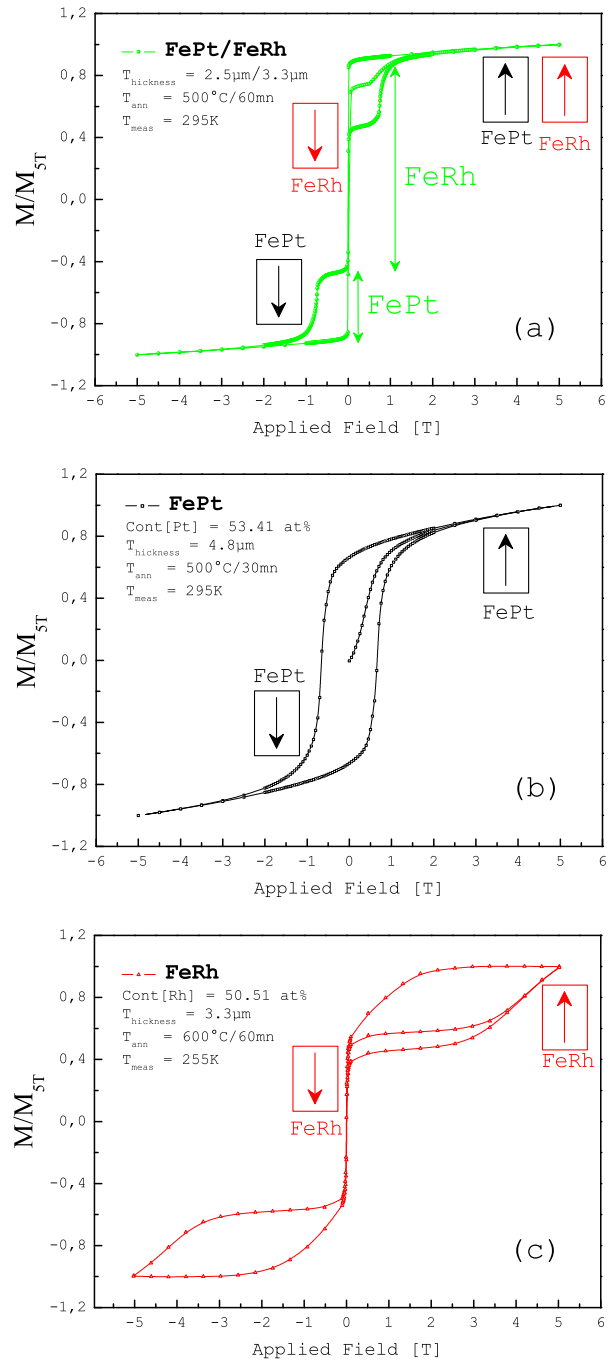 1,2
0,8
0,4
0,0
-0,4
-0,8
-1,2
M/M5T
FePt/FeRh
Thickness = 2.5µm/3.3µm
Tann = 500°C/60mn
Tmeas = 295K
FeRh
FePt
FeRh
FeRh
FePt
FePt
(a)
-6 -5 -4 -3 -2 -1 0 1 2 3 4 5 6
Applied Field [T]
1,2
0,8
0,4
0,0
-0,4
-0,8
-1,2
M/M5T
FePt
Cont[Pt] = 53.41 at%
Thickness = 4.8µm
Tann = 500°C/30mn
Tmeas = 295K
FePt
FePt
(b)
-6 -5 -4 -3 -2 -1 0 1 2 3 4 5 6
Applied Field [T]
1,2
0,8
0,4
0,0
-0,4
-0,8
-1,2
M/M5T
FeRh
Cont[Rh] = 50.51 at%
Thickness = 3.3µm
Tann = 600°C/60mn
Tmeas = 255K
FeRh
FeRh
(c)
-6 -5 -4 -3 -2 -1 0 1 2 3 4 5 6
Applied Field [T]